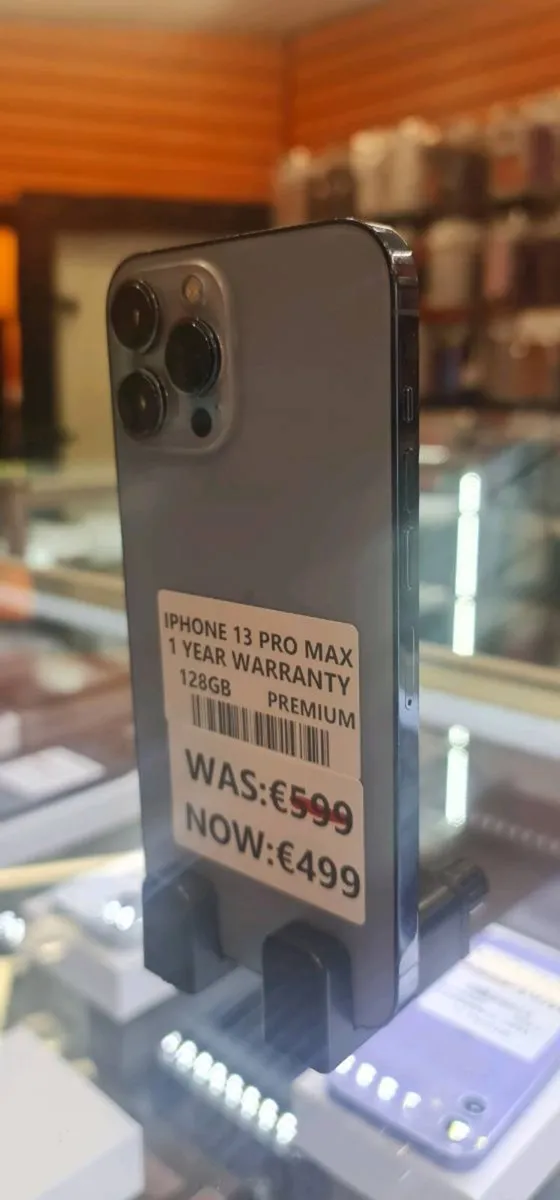 IPHONE 13 PRO MAX
1 YEAR WARRANTY
128GB PREMIUM
WAS:€599
NOW:€499